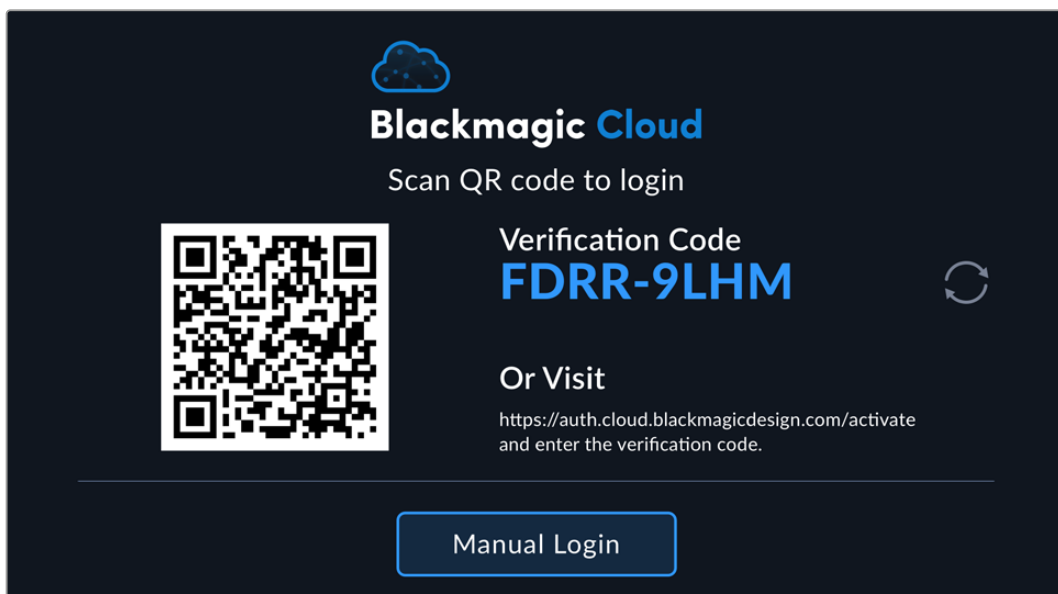 Blackmagic Cloud
Scan QR code to login
Verification Code
FDRR-9LHM
Or Visit
https://auth.cloud.blackmagicdesign.com/activate
and enter the verification code.
Manual Login